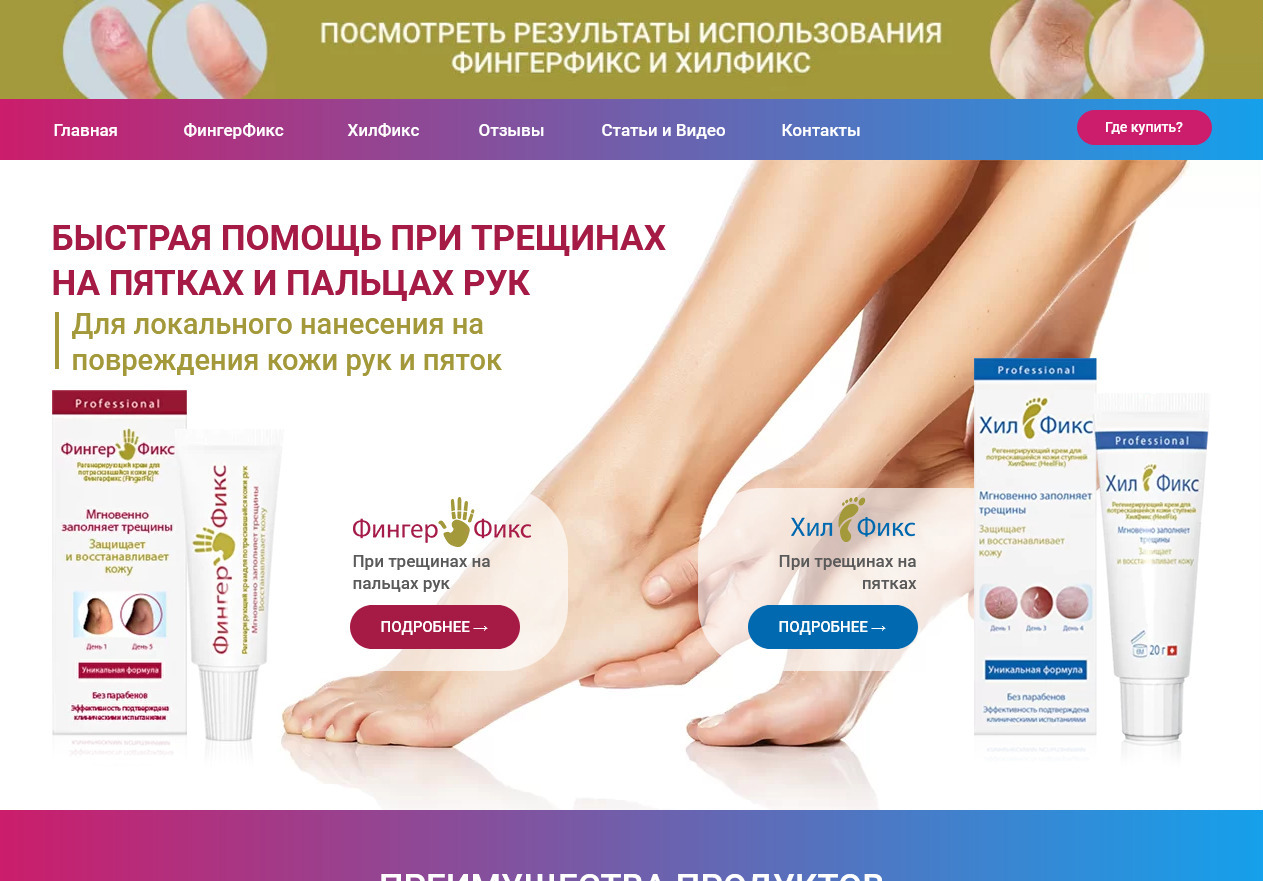 ПОСМОТРЕТЬ РЕЗУЛЬТАТЫ ИСПОЛЬЗОВАНИЯ
ФИНГЕРФИКС И ХИЛФИКС
Главная
ФингерФикс
ХилФикс
Отзывы
Статьи и Видео
Контакты
Где купить?
БЫСТРАЯ ПОМОЩЬ ПРИ ТРЕЩИНАХ
НА ПЯТКАХ И ПАЛЬЦАХ РУК
Для локального нанесения на
повреждения кожи рук и пяток
Professional
Фингер Фикс
Регенерирующий крем для
потрескавшейся кожи рук
Фингерфикс (FingerFix)
Мгновенно
заполняет трещины
Защищает
и восстанавливает
кожу
День 1
День 5
Уникальная формула
Без парабенов
Эффективность подтверждена
клиническими испытаниями
Фингер Фикс
Регенерирующий крем для потрескавшейся кожи рук
Мгновенно заполняет трещины
Восстанавливает кожу
Фингер Фикс
При трещинах на
пальцах рук
ПОДРОБНЕЕ →
Хил Фикс
При трещинах на
пятках
ПОДРОБНЕЕ →
Professional
Хил Фикс
Регенерирующий крем для
потрескавшейся кожи ступней
ХилФикс (HeelFix)
Мгновенно заполняет
трещины
Защищает
и восстанавливает
кожу
День 1
День 3
День 4
Уникальная формула
Без парабенов
Эффективность подтверждена
клиническими испытаниями
Professional
Хил Фикс
Регенерирующий крем для
потрескавшейся кожи ступней
ХилФикс (HeelFix)
Мгновенно заполняет
трещины
Защищает
и восстанавливает кожу
20 г
ПРЕИМУЩЕСТВА ПРОДУКТОВ